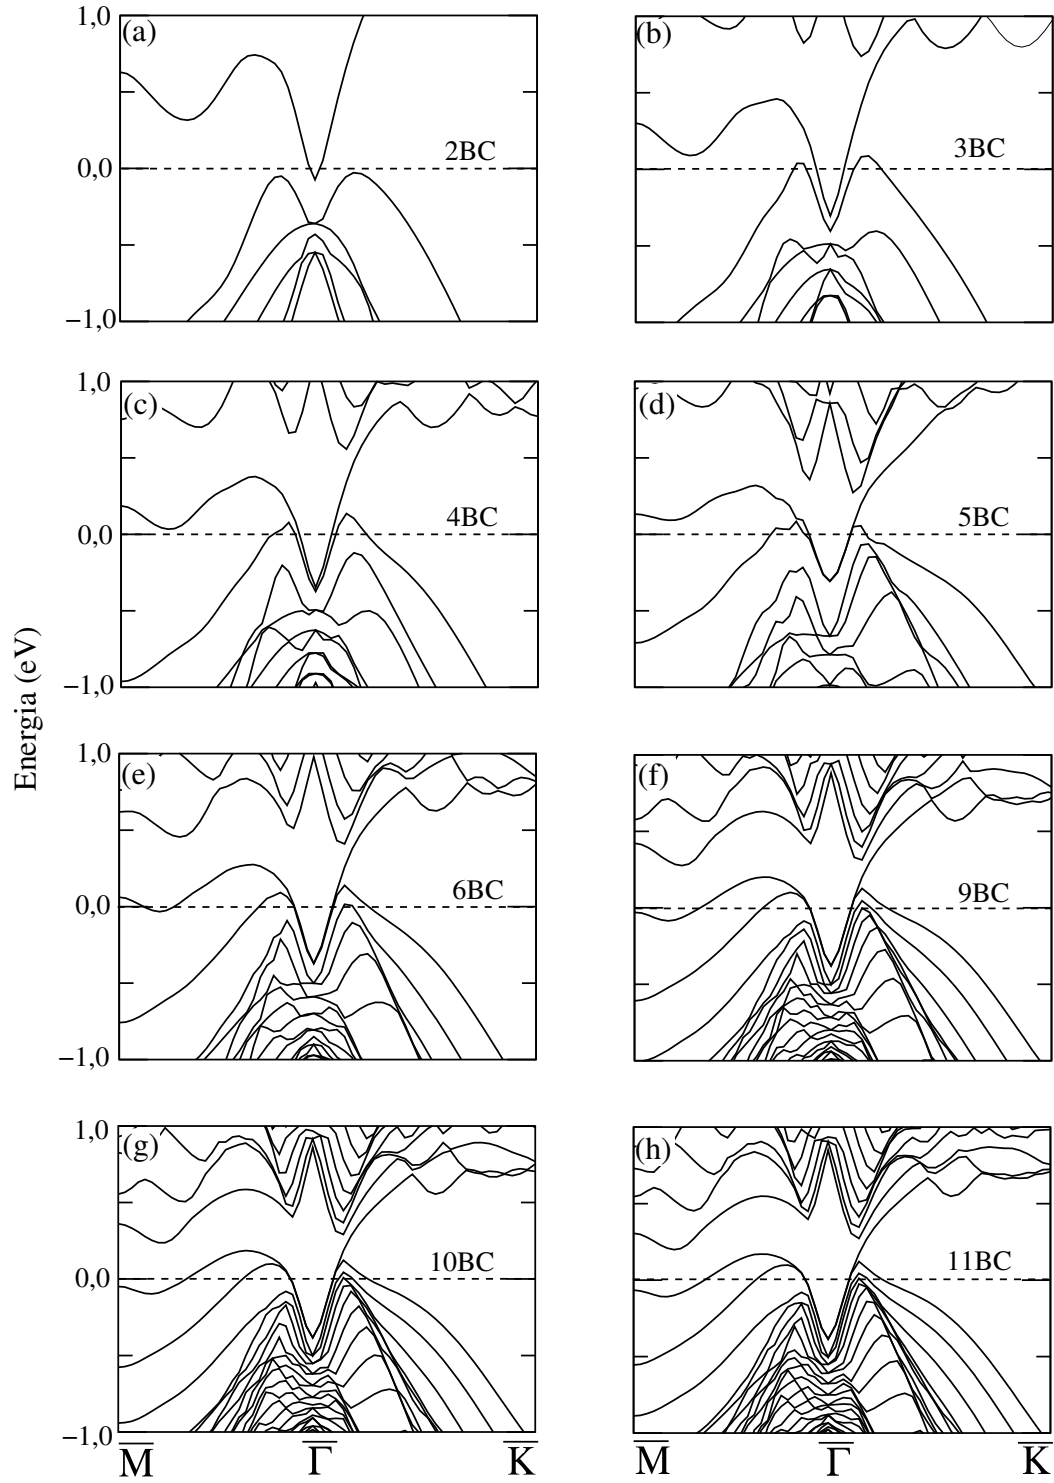 (a)
(b)
1,0
2BC
3BC
0,0
−1,0
(c)
(d)
1,0
4BC
5BC
0,0
−1,0
Energia (eV)
(e)
(f)
1,0
6BC
9BC
0,0
−1,0
(g)
(h)
1,0
10BC
11BC
0,0
−1,0
M̅ Γ̅ K̅ M̅ Γ̅ K̅